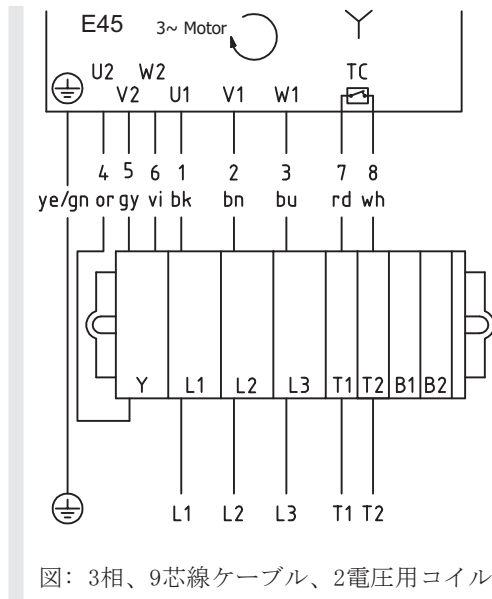 E45 3~ Motor
U2 W2 TC
V2 U1 V1 W1
4 5 6 1 2 3 7 8
ye/gn or gy vi bk bn bu rd wh
Y L1 L2 L3 T1 T2 B1 B2
L1 L2 L3 T1 T2
図: 3相、9芯線ケーブル、2電圧用コイル